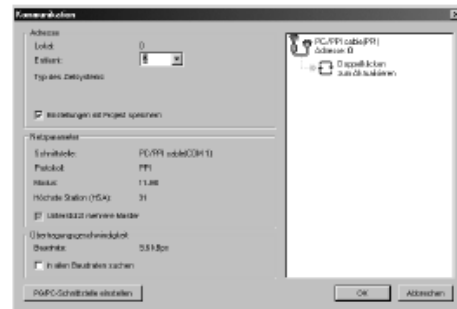 Kommunikation
Adresse
Lokal: 0
Entfernt:
Typ des Zielsystems:
Einstellungen mit Projekt speichern
Netzparameter
Schnittstelle: PC/PPI cable(COM 1)
Protokoll: PPI
Modus: 11-Bit
Höchste Station (HSA): 31
Unterstützt mehrere Master
Übertragungsgeschwindigkeit
Baudrate: 9.6 kBps
In allen Baudraten suchen
PG/PC-Schnittstelle einstellen
PC/PPI cable(PPI)
Adresse: 0
Doppelklicken
zum Aktualisieren
OK
Abbrechen